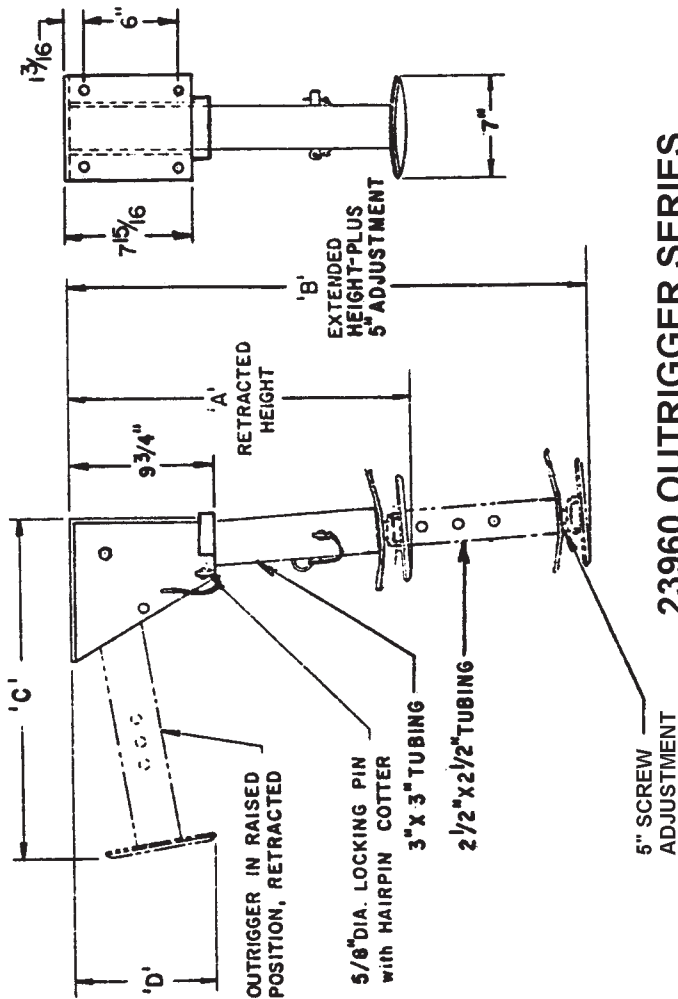 1 3/16
6"
7 15/16
7"
'B'
EXTENDED
HEIGHT-PLUS
5" ADJUSTMENT
'A'
RETRACTED
HEIGHT
9 3/4"
'C'
'D'
OUTRIGGER IN RAISED
POSITION, RETRACTED
5/8" DIA. LOCKING PIN
with HAIRPIN COTTER
3" X 3" TUBING
2 1/2" X 2 1/2" TUBING
5" SCREW
ADJUSTMENT
23960 OUTRIGGER SERIES